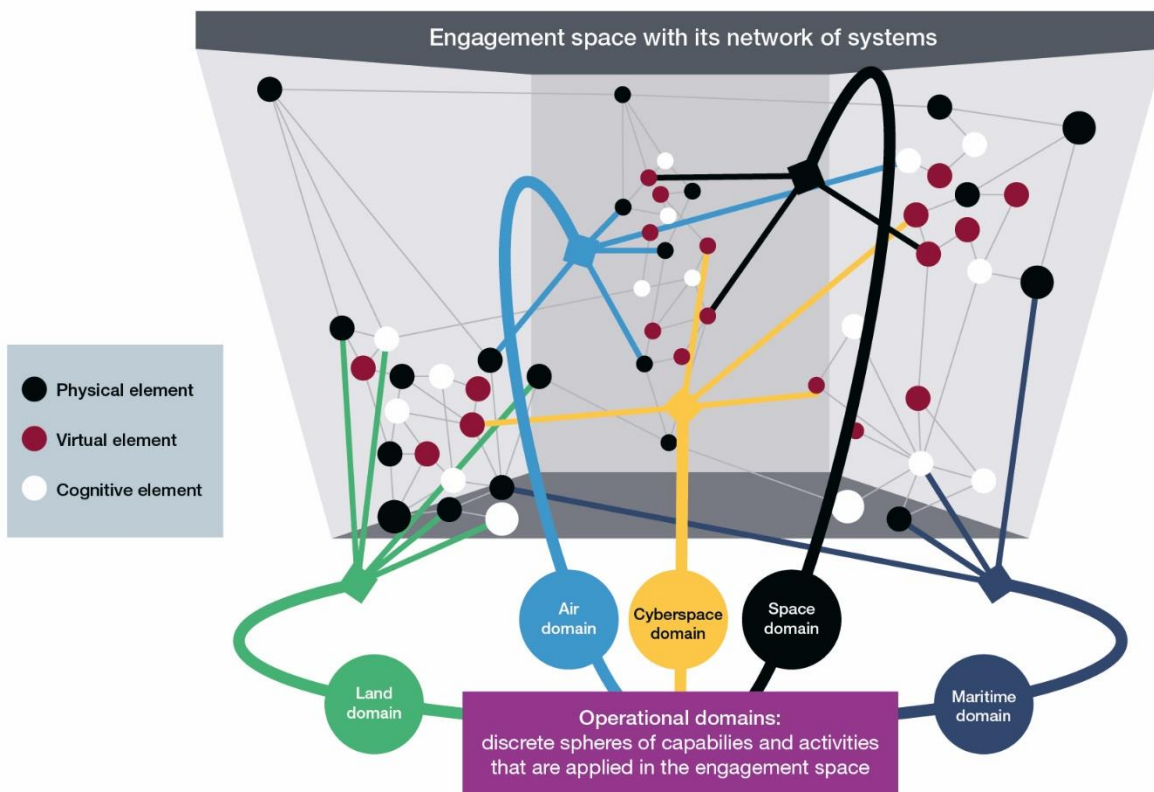 Engagement space with its network of systems
Physical element
Virtual element
Cognitive element
Air
domain
Cyberspace
domain
Space
domain
Land
domain
Maritime
domain
Operational domains:
discrete spheres of capabilies and activities
that are applied in the engagement space